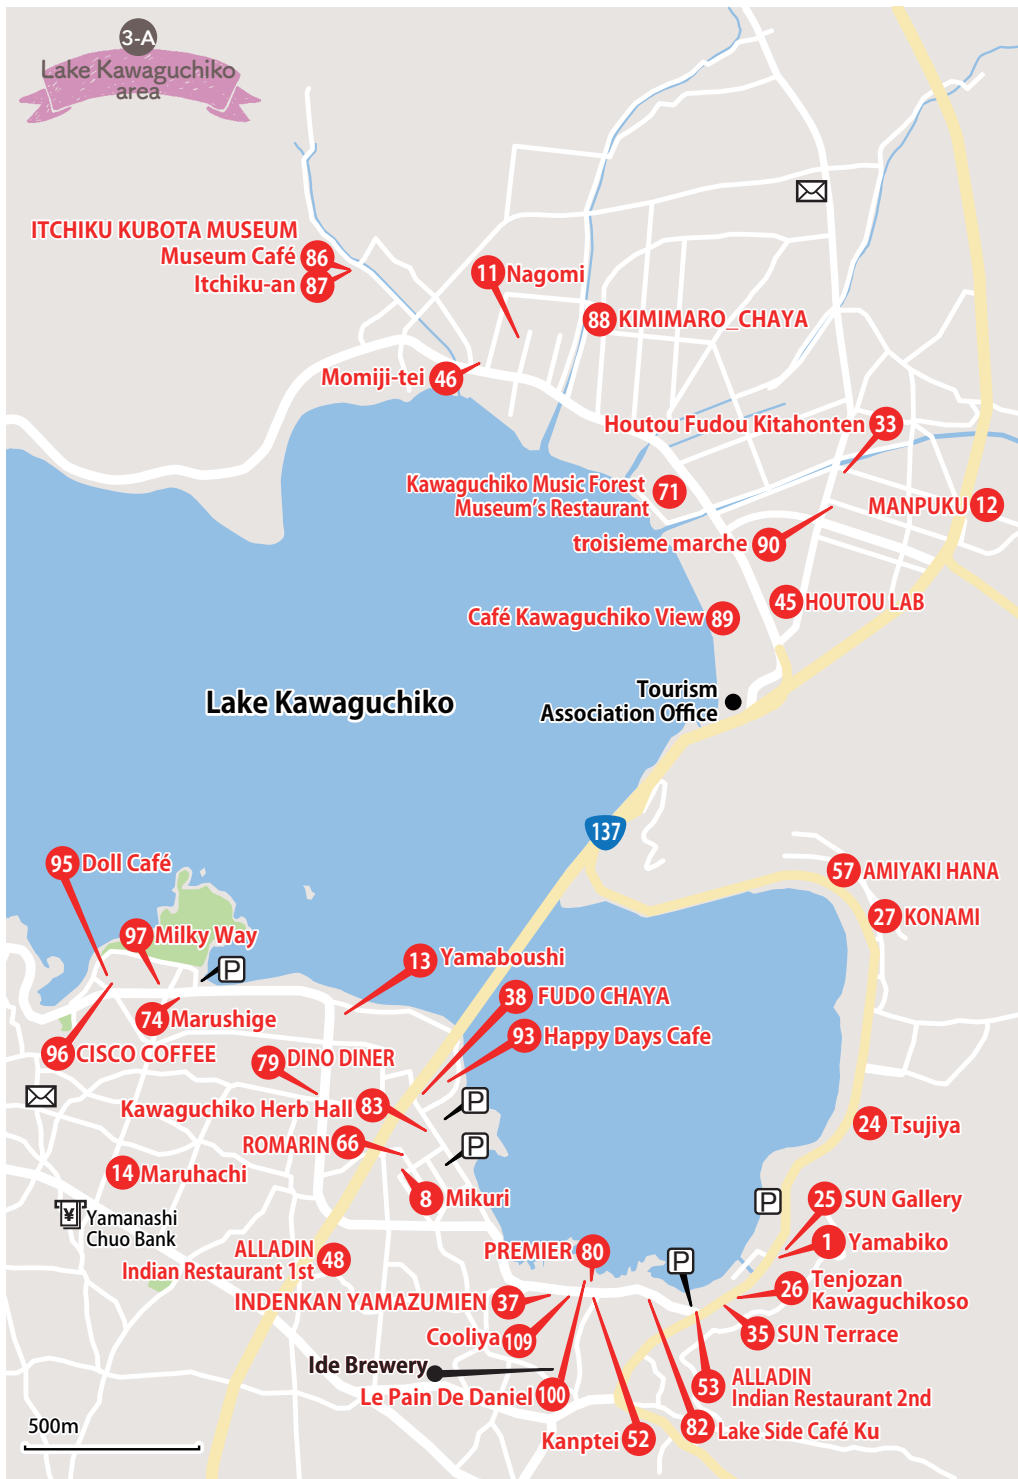 3-A
Lake Kawaguchiko
area
ITCHIKU KUBOTA MUSEUM
Museum Café 86
Itchiku-an 87
11 Nagomi
88 KIMIMARO_CHAYA
Momiji-tei 46
Houtou Fudou Kitahonten 33
Kawaguchiko Music Forest
Museum's Restaurant 71
MANPUKU 12
troisieme marche 90
45 HOUTOU LAB
Café Kawaguchiko View 89
Lake Kawaguchiko
Tourism
Association Office
137
95 Doll Café
57 AMIYAKI HANA
27 KONAMI
97 Milky Way
P
13 Yamaboushi
38 FUDO CHAYA
74 Marushige
93 Happy Days Cafe
96 CISCO COFFEE
79 DINO DINER
P
Kawaguchiko Herb Hall 83
24 Tsujiya
ROMARIN 66
P
14 Maruhachi
8 Mikuri
P
25 SUN Gallery
¥ Yamanashi
Chuo Bank
1 Yamabiko
ALLADIN
Indian Restaurant 1st 48
PREMIER 80
P
26 Tenjozan
Kawaguchikoso
INDENKAN YAMAZUMIEN 37
Cooliya 109
35 SUN Terrace
Ide Brewery
53 ALLADIN
Indian Restaurant 2nd
Le Pain De Daniel 100
82 Lake Side Café Ku
Kanptei 52
500m